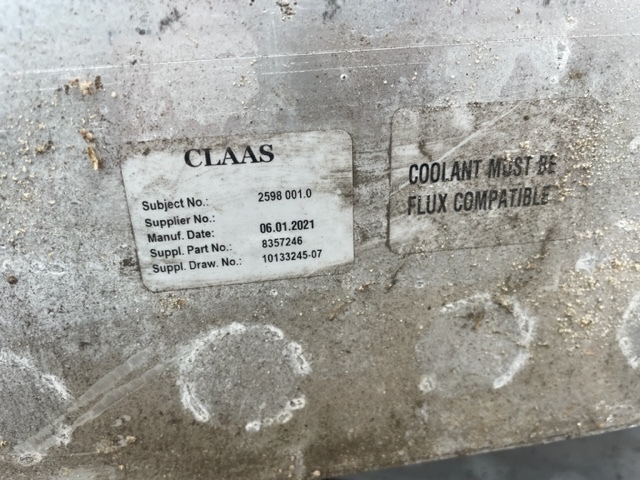 CLAAS
Subject No.: 2598 001.0
Supplier No.:
Manuf. Date: 06.01.2021
Suppl. Part No.: 8357246
Suppl. Draw. No.: 10133245-07
COOLANT MUST BE
FLUX COMPATIBLE